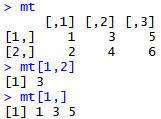 > mt
     [,1] [,2] [,3]
[1,]    1    3    5
[2,]    2    4    6
> mt[1,2]
[1] 3
> mt[1,]
[1] 1 3 5